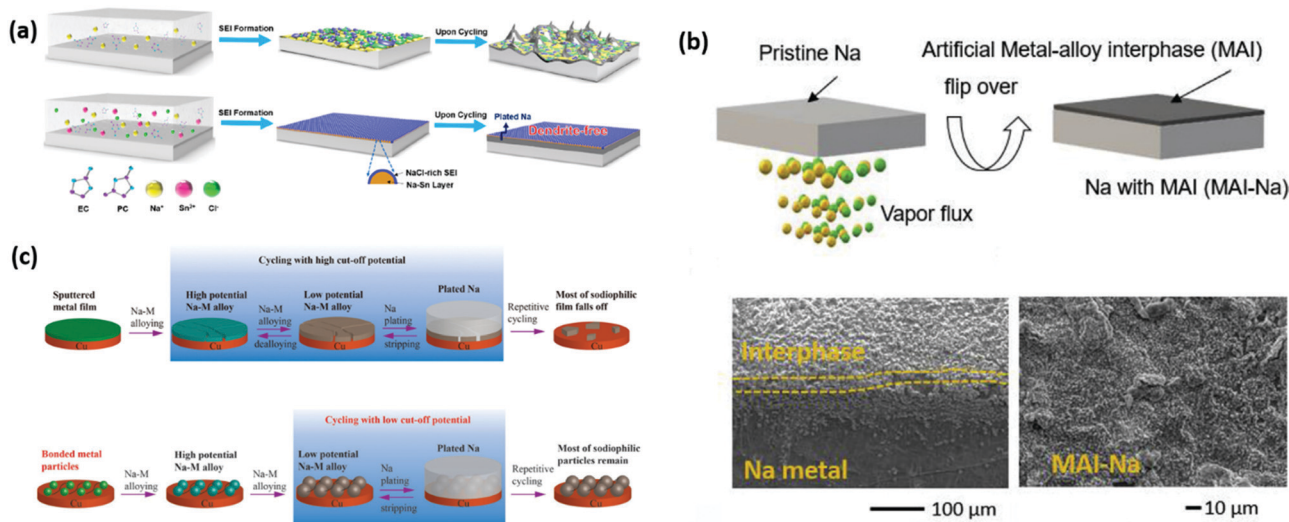 (a)
SEI Formation
Upon Cycling
SEI Formation
Upon Cycling
Plated Na
Dendrite-free
NaCl-rich SEI
Na-Sn Layer
EC PC Na⁺ Sn²⁺ Cl⁻
(b)
Pristine Na
Artificial Metal-alloy interphase (MAI)
flip over
Na with MAI (MAI-Na)
Vapor flux
Interphase
Na metal
100 μm
MAI-Na
10 μm
(c)
Cycling with high cut-off potential
Sputtered
metal film
Na-M
alloying
High potential
Na-M alloy
Na-M
alloying
dealloying
Low potential
Na-M alloy
Na
plating
stripping
Plated Na
Repetitive
cycling
Most of sodiophilic
film falls off
Cu
Cu
Cu
Cu
Cu
Cycling with low cut-off potential
Bonded metal
particles
Na-M
alloying
High potential
Na-M alloy
Na-M
alloying
Low potential
Na-M alloy
Na
plating
stripping
Plated Na
Repetitive
cycling
Most of sodiophilic
particles remain
Cu
Cu
Cu
Cu
Cu